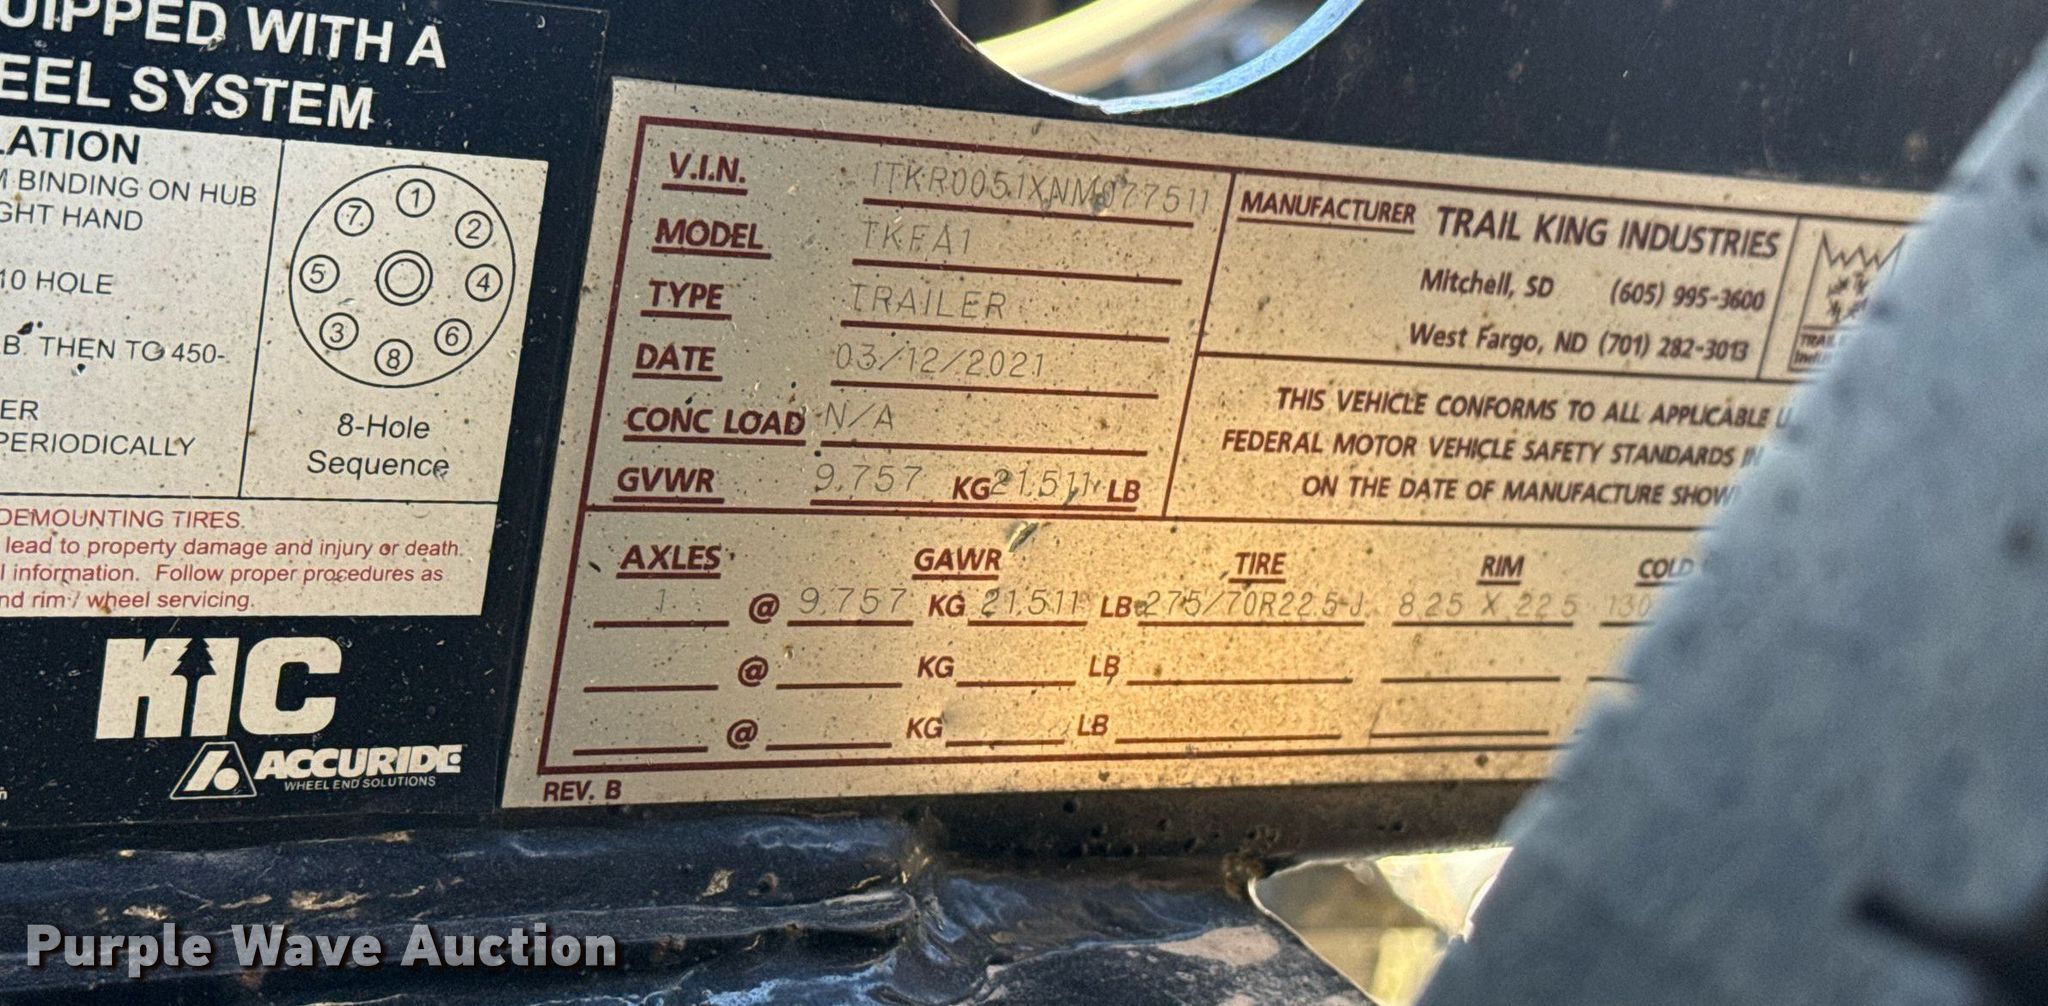 UIPPED WITH A
EEL SYSTEM
LATION
M BINDING ON HUB
GHT HAND
10 HOLE
B. THEN TO 450-
ER
PERIODICALLY
1
2
4
6
8
3
5
7
8-Hole
Sequence
DEMOUNTING TIRES.
lead to property damage and injury or death.
l information. Follow proper procedures as
nd rim / wheel servicing.
KIC
ACCURIDE
WHEEL END SOLUTIONS
V.I.N. 1TKR0051XNM077511
MODEL TKFA1
TYPE TRAILER
DATE 03/12/2021
CONC LOAD N/A
GVWR 9,757 KG 21,511 LB
MANUFACTURER TRAIL KING INDUSTRIES
Mitchell, SD (605) 995-3600
West Fargo, ND (701) 282-3013
TRAIL
THIS VEHICLE CONFORMS TO ALL APPLICABLE U
FEDERAL MOTOR VEHICLE SAFETY STANDARDS IN
ON THE DATE OF MANUFACTURE SHOW
AXLES GAWR TIRE RIM COLD
1 @ 9,757 KG 21,511 LB 275/70R22.5-J 8.25 X 22.5 130
@ KG LB
@ KG LB
REV. B
Purple Wave Auction